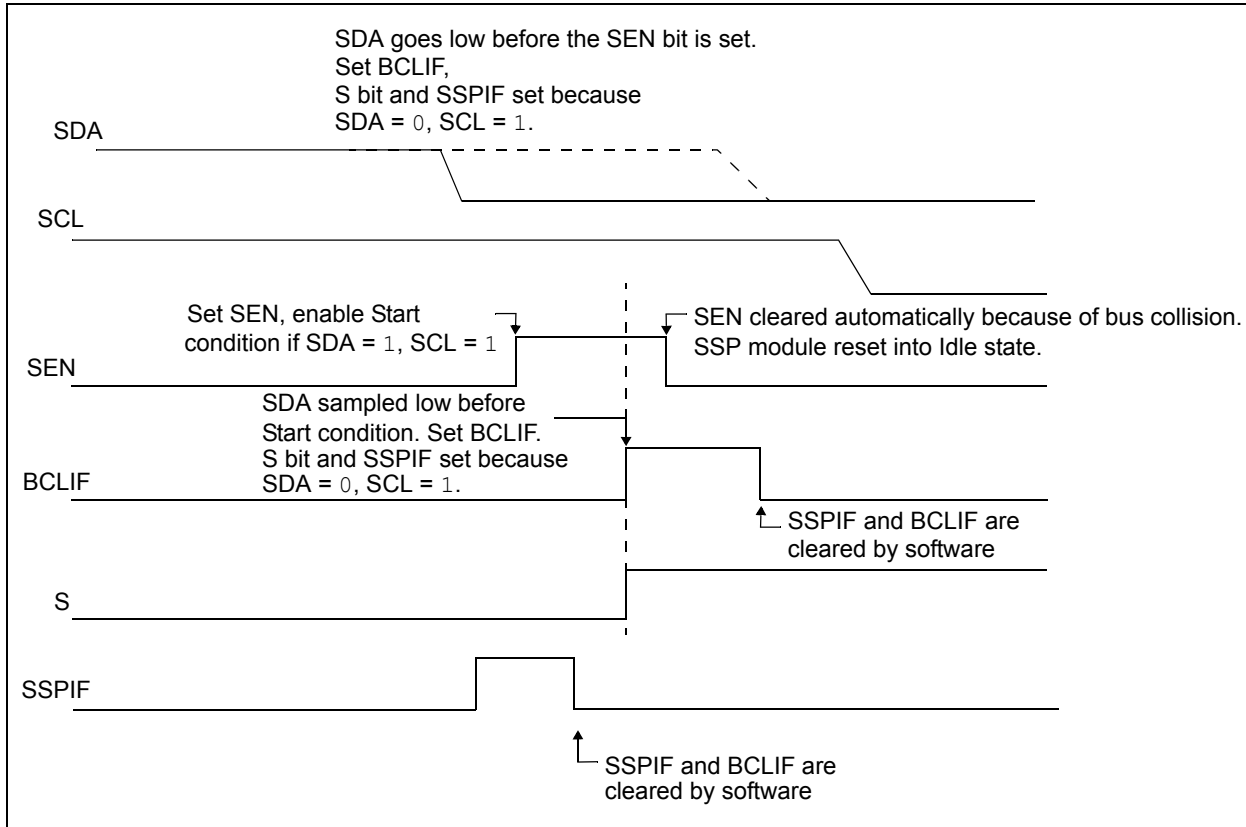 SDA goes low before the SEN bit is set.
Set BCLIF,
S bit and SSPIF set because
SDA = 0, SCL = 1.
SDA
SCL
Set SEN, enable Start
condition if SDA = 1, SCL = 1
SEN cleared automatically because of bus collision.
SSP module reset into Idle state.
SEN
SDA sampled low before
Start condition. Set BCLIF.
S bit and SSPIF set because
SDA = 0, SCL = 1.
BCLIF
SSPIF and BCLIF are
cleared by software
S
SSPIF
SSPIF and BCLIF are
cleared by software